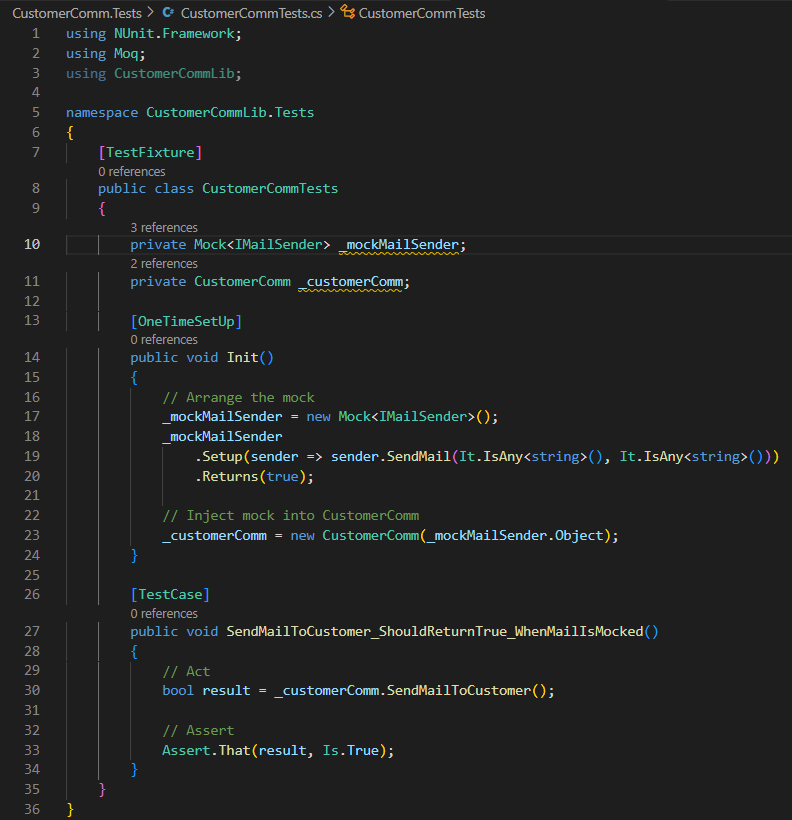 CustomerComm.Tests > CustomerCommTests.cs > CustomerCommTests
1 using NUnit.Framework;
2 using Moq;
3 using CustomerCommLib;
4
5 namespace CustomerCommLib.Tests
6 {
7 [TestFixture]
0 references
8 public class CustomerCommTests
9 {
3 references
10 private Mock<IMailSender> _mockMailSender;
2 references
11 private CustomerComm _customerComm;
12
13 [OneTimeSetUp]
0 references
14 public void Init()
15 {
16 // Arrange the mock
17 _mockMailSender = new Mock<IMailSender>();
18 _mockMailSender
19 .Setup(sender => sender.SendMail(It.IsAny<string>(), It.IsAny<string>()))
20 .Returns(true);
21
22 // Inject mock into CustomerComm
23 _customerComm = new CustomerComm(_mockMailSender.Object);
24 }
25
26 [TestCase]
0 references
27 public void SendMailToCustomer_ShouldReturnTrue_WhenMailIsMocked()
28 {
29 // Act
30 bool result = _customerComm.SendMailToCustomer();
31
32 // Assert
33 Assert.That(result, Is.True);
34 }
35 }
36 }